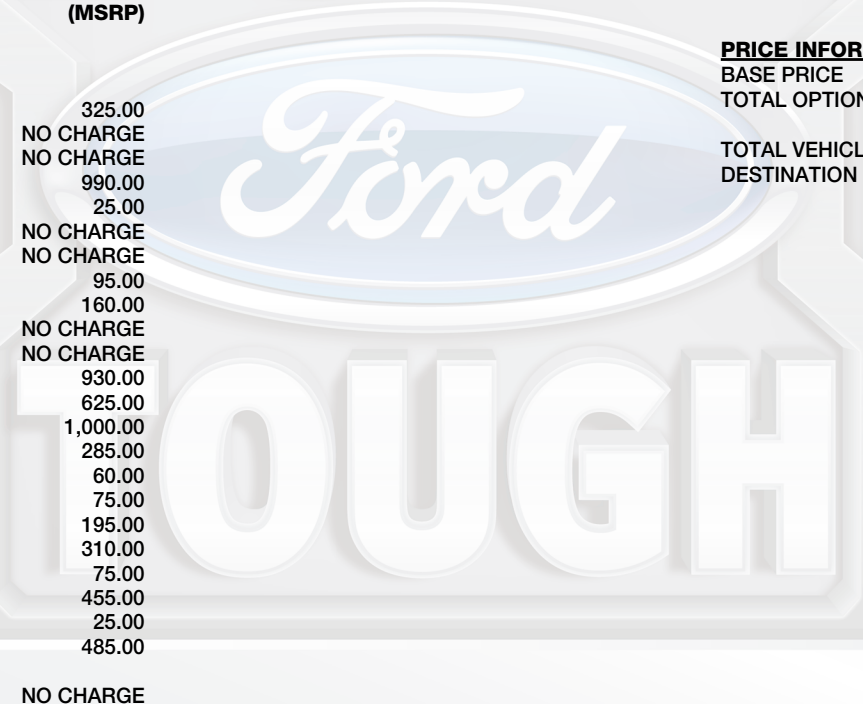 (MSRP)
325.00
NO CHARGE
NO CHARGE
990.00
25.00
NO CHARGE
NO CHARGE
95.00
160.00
NO CHARGE
NO CHARGE
930.00
625.00
1,000.00
285.00
60.00
75.00
195.00
310.00
75.00
455.00
25.00
485.00
NO CHARGE
PRICE INFOR
BASE PRICE
TOTAL OPTION
TOTAL VEHICL
DESTINATION
Ford
TOUGH